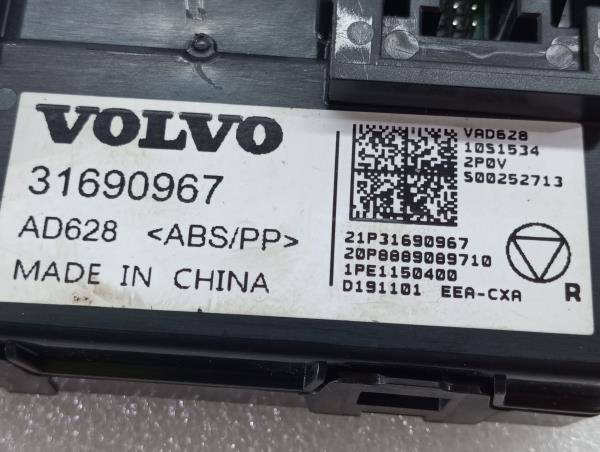 VOLVO
31690967
AD628 <ABS/PP>
MADE IN CHINA
VAD628
10S1534
2P0V
S00252713
21P31690967
20P8889089710
1PE1150400
D191101 EEA-CXA
R